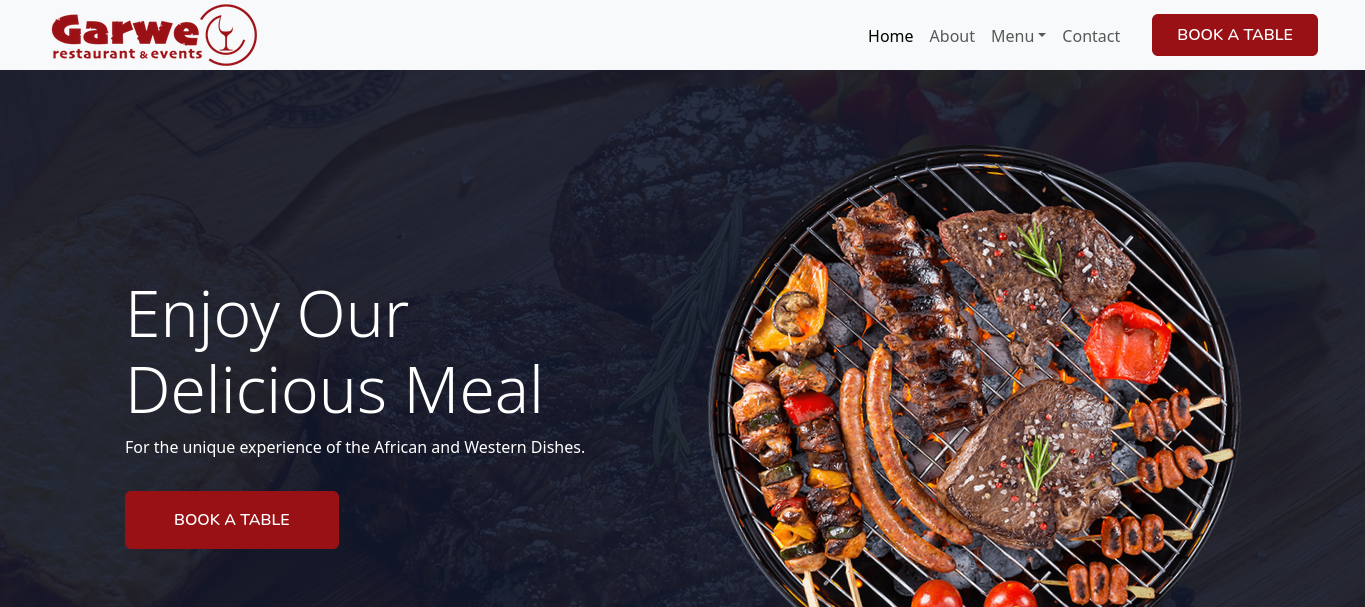 Garwe
restaurant & events
Home About Menu Contact BOOK A TABLE
Enjoy Our
Delicious Meal
For the unique experience of the African and Western Dishes.
BOOK A TABLE